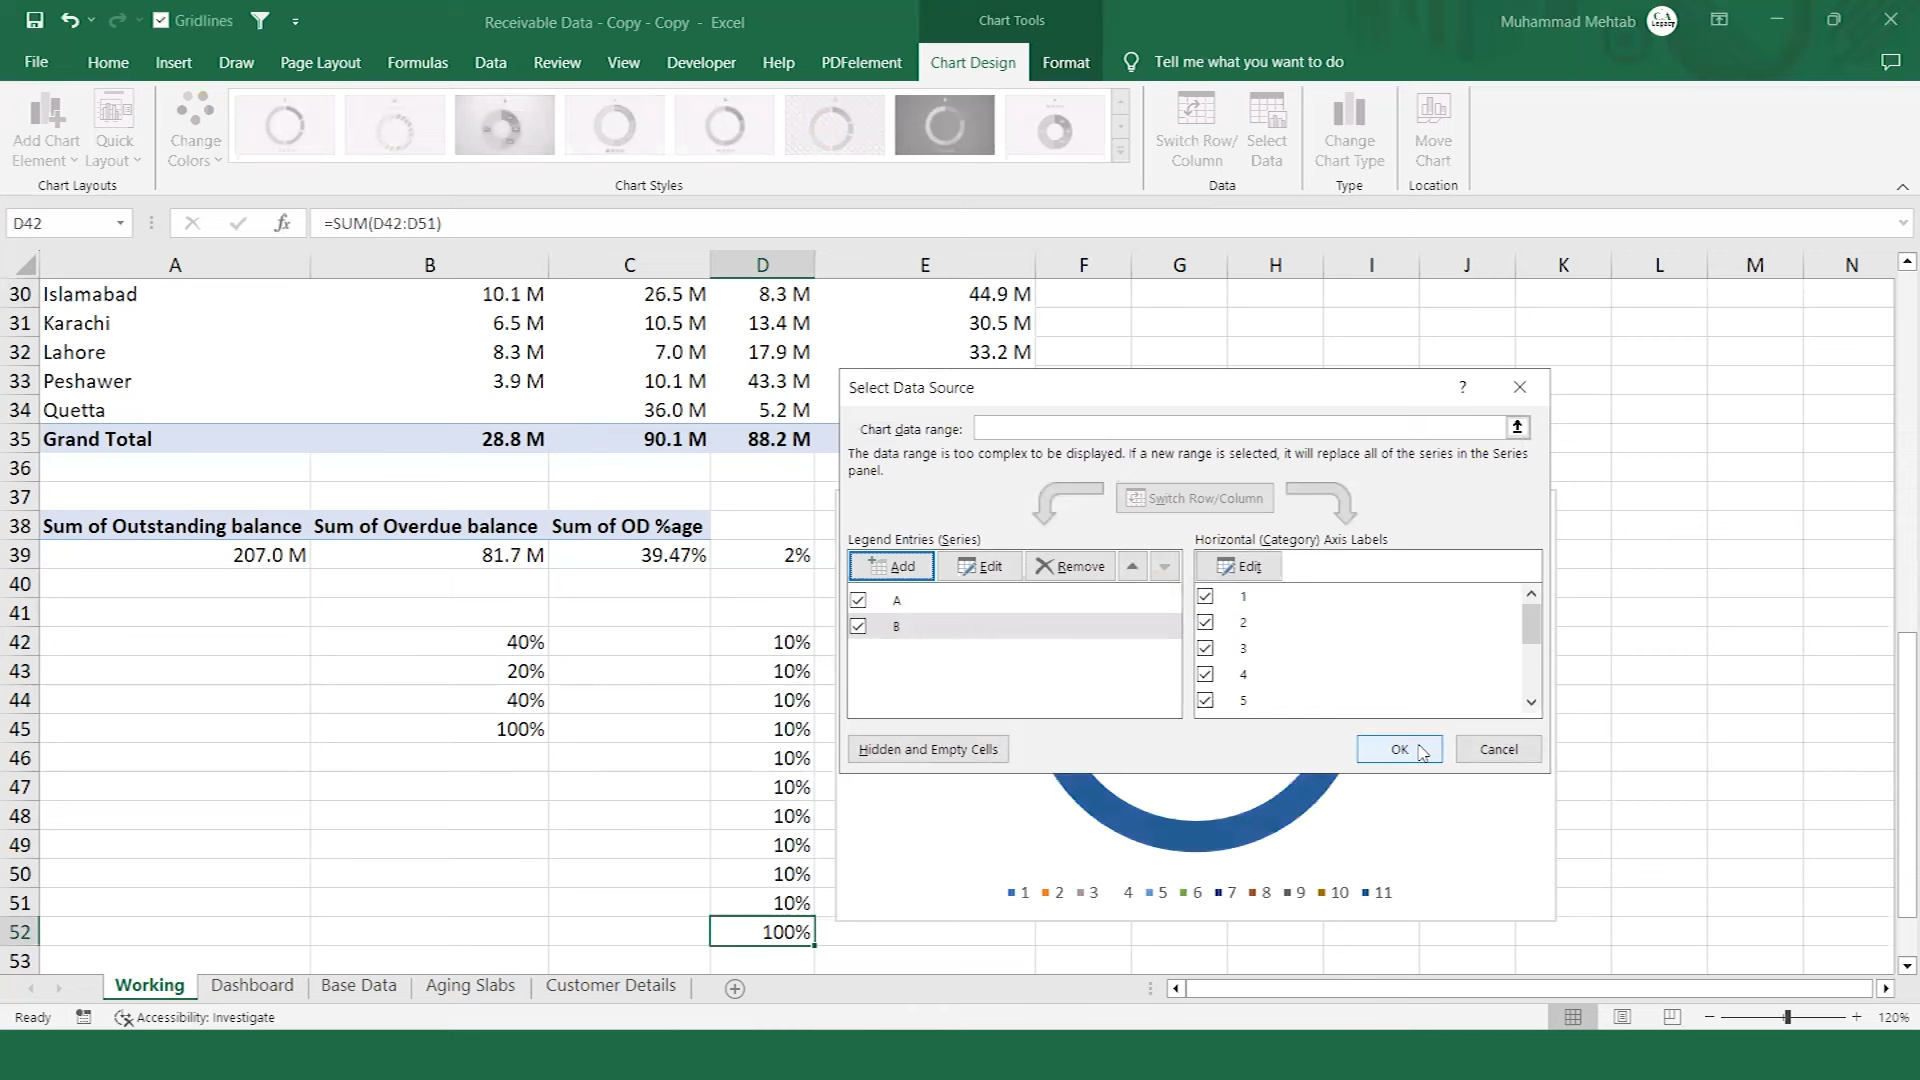 Gridlines
Receivable Data - Copy - Copy - Excel
Chart Tools
Muhammad Mehtab
File Home Insert Draw Page Layout Formulas Data Review View Developer Help PDFelement Chart Design Format Tell me what you want to do
Add Chart Element
Quick Layout
Change Colors
Switch Row/ Column
Select Data
Change Chart Type
Move Chart
Chart Layouts Chart Styles Data Type Location
D42 fx =SUM(D42:D51)
A B C D E F G H I J K L M N
30 Islamabad 10.1 M 26.5 M 8.3 M 44.9 M
31 Karachi 6.5 M 10.5 M 13.4 M 30.5 M
32 Lahore 8.3 M 7.0 M 17.9 M 33.2 M
33 Peshawer 3.9 M 10.1 M 43.3 M
34 Quetta 36.0 M 5.2 M
35 Grand Total 28.8 M 90.1 M 88.2 M
36
37
38 Sum of Outstanding balance Sum of Overdue balance Sum of OD %age
39 207.0 M 81.7 M 39.47% 2%
40
41
42 40% 10%
43 20% 10%
44 40% 10%
45 100% 10%
46 10%
47 10%
48 10%
49 10%
50 10%
51 10%
52 100%
53
Select Data Source ?
Chart data range:
The data range is too complex to be displayed. If a new range is selected, it will replace all of the series in the Series
panel.
Switch Row/Column
Legend Entries (Series) Horizontal (Category) Axis Labels
Add Edit Remove Edit
A
B
1
2
3
4
5
Hidden and Empty Cells OK Cancel
1 2 3 4 5 6 7 8 9 10 11
Working Dashboard Base Data Aging Slabs Customer Details
Ready Accessibility: Investigate 120%